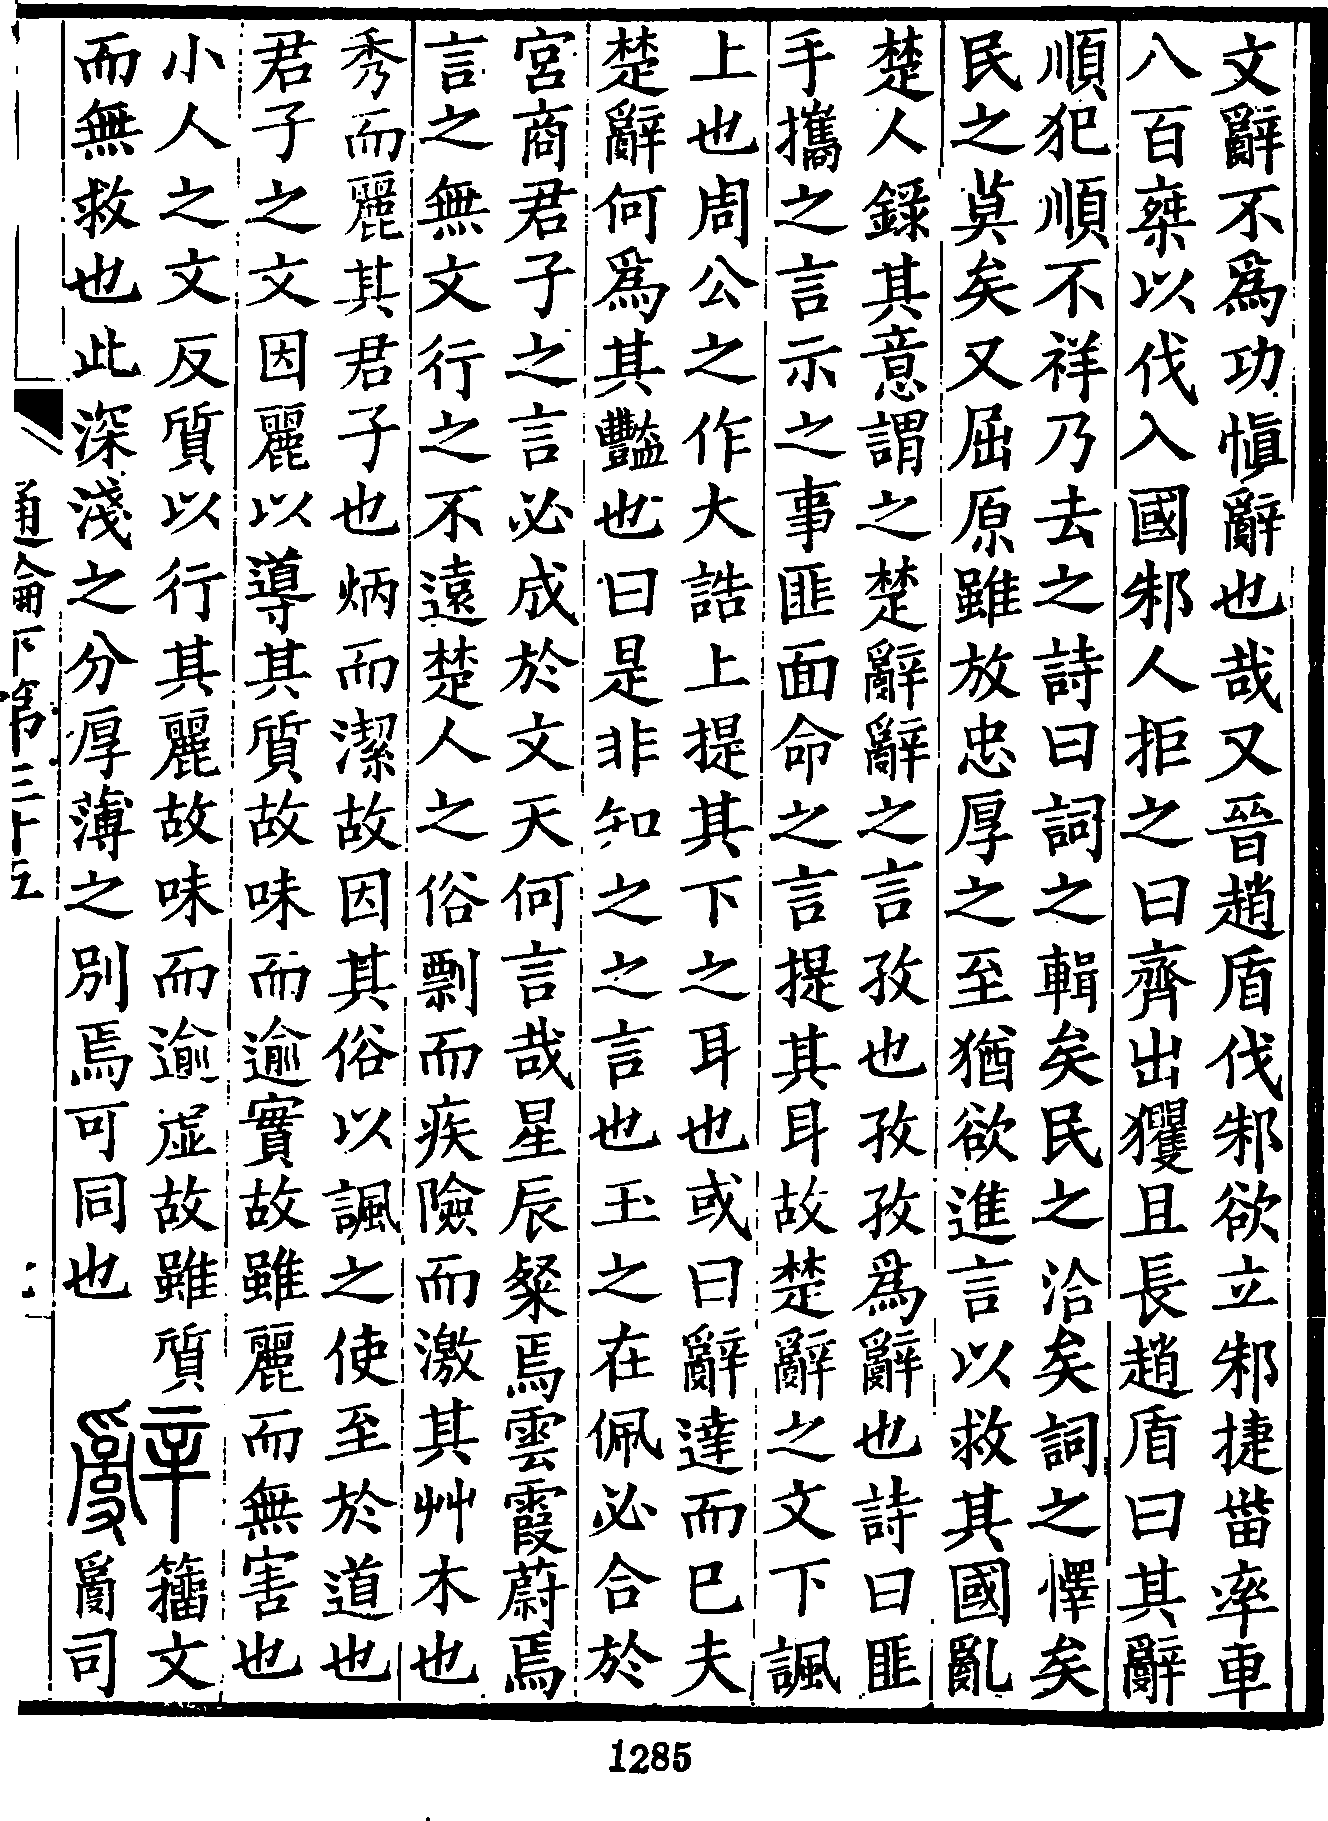 文辭不爲功愼辭也哉又晉趙盾伐邾欲立邾捷菑率車
八百桀以伐入國邾人拒之曰齊出玃且長趙盾曰其辭
順犯順不祥乃去之詩曰詞之輯矣民之洽矣詞之懌矣
民之莫矣又屈原雖放忠厚之至猶欲進言以救其國亂
楚人錄其意謂之楚辭辭之言孜也孜孜爲辭也詩曰匪
手攜之言示之事匪面命之言提其耳故楚辭之文下諷
上也周公之作大誥上提其下之耳也或曰辭達而已夫
楚辭何爲其豔也曰是非知之之言也玉之在佩必合於
宮商君子之言必成於文天何言哉星辰粲焉雲霞蔚焉
言之無文行之不遠楚人之俗剽而疾險而激其艸木也
秀而麗其君子也炳而潔故因其俗以諷之使至於道也
君子之文因麗以導其質故味而逾實故雖麗而無害也
小人之文反質以行其麗故味而逾虛故雖質
而無救也此深淺之分厚薄之別焉可同也
辛籒文
𤔲司
通論下第三十五
1285